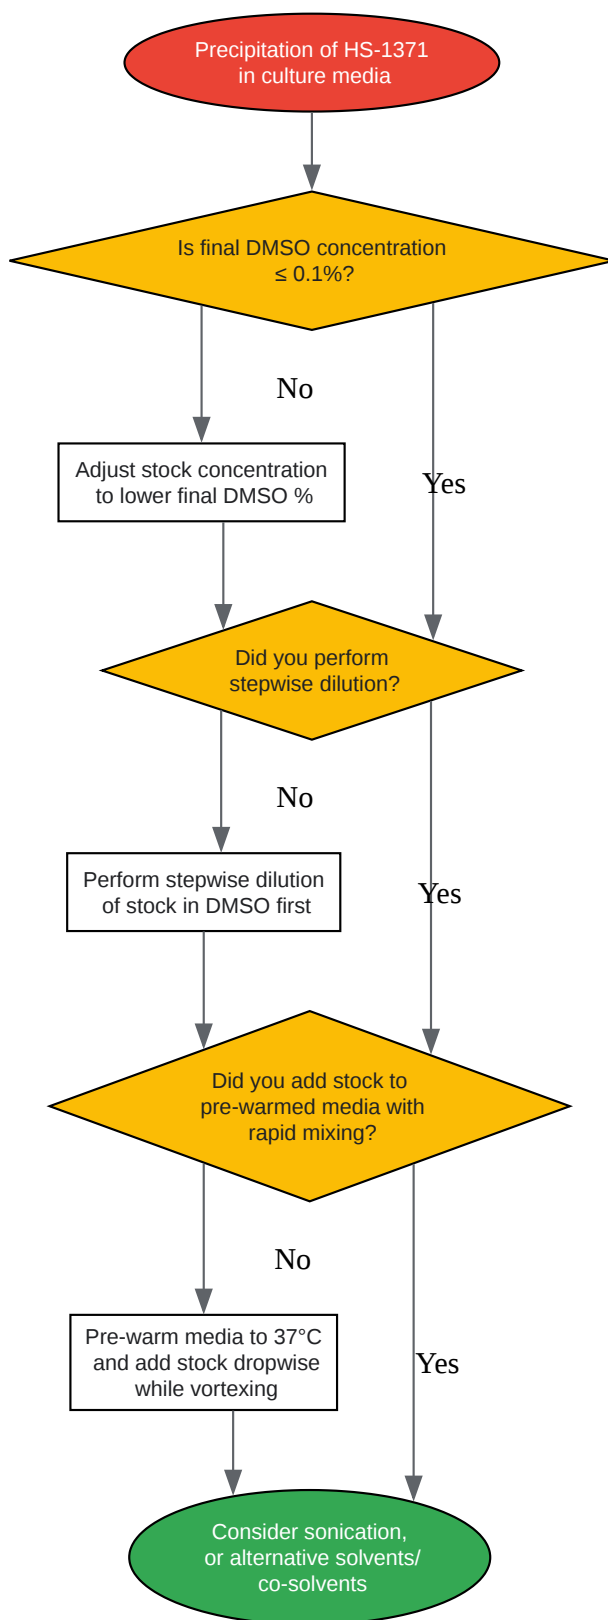 Precipitation of HS-1371
in culture media
Is final DMSO concentration
≤ 0.1%?
No
Adjust stock concentration
to lower final DMSO %
Yes
Did you perform
stepwise dilution?
No
Perform stepwise dilution
of stock in DMSO first
Yes
Did you add stock to
pre-warmed media with
rapid mixing?
No
Pre-warm media to 37°C
and add stock dropwise
while vortexing
Yes
Consider sonication,
or alternative solvents/
co-solvents